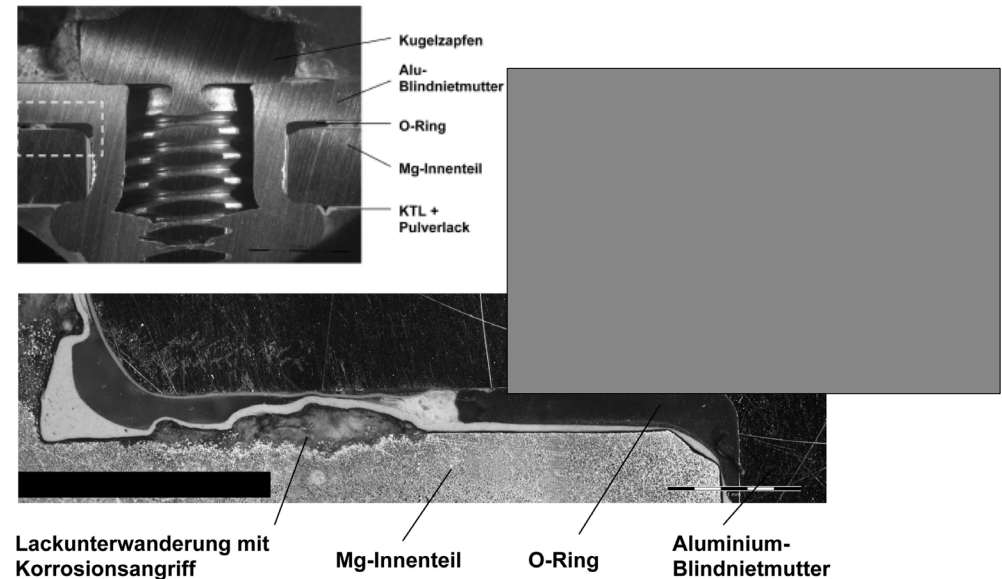 Kugelzapfen
Alu-
Blindnietmutter
O-Ring
Mg-Innenteil
KTL +
Pulverlack
Lackunterwanderung mit
Korrosionsangriff
Mg-Innenteil
O-Ring
Aluminium-
Blindnietmutter